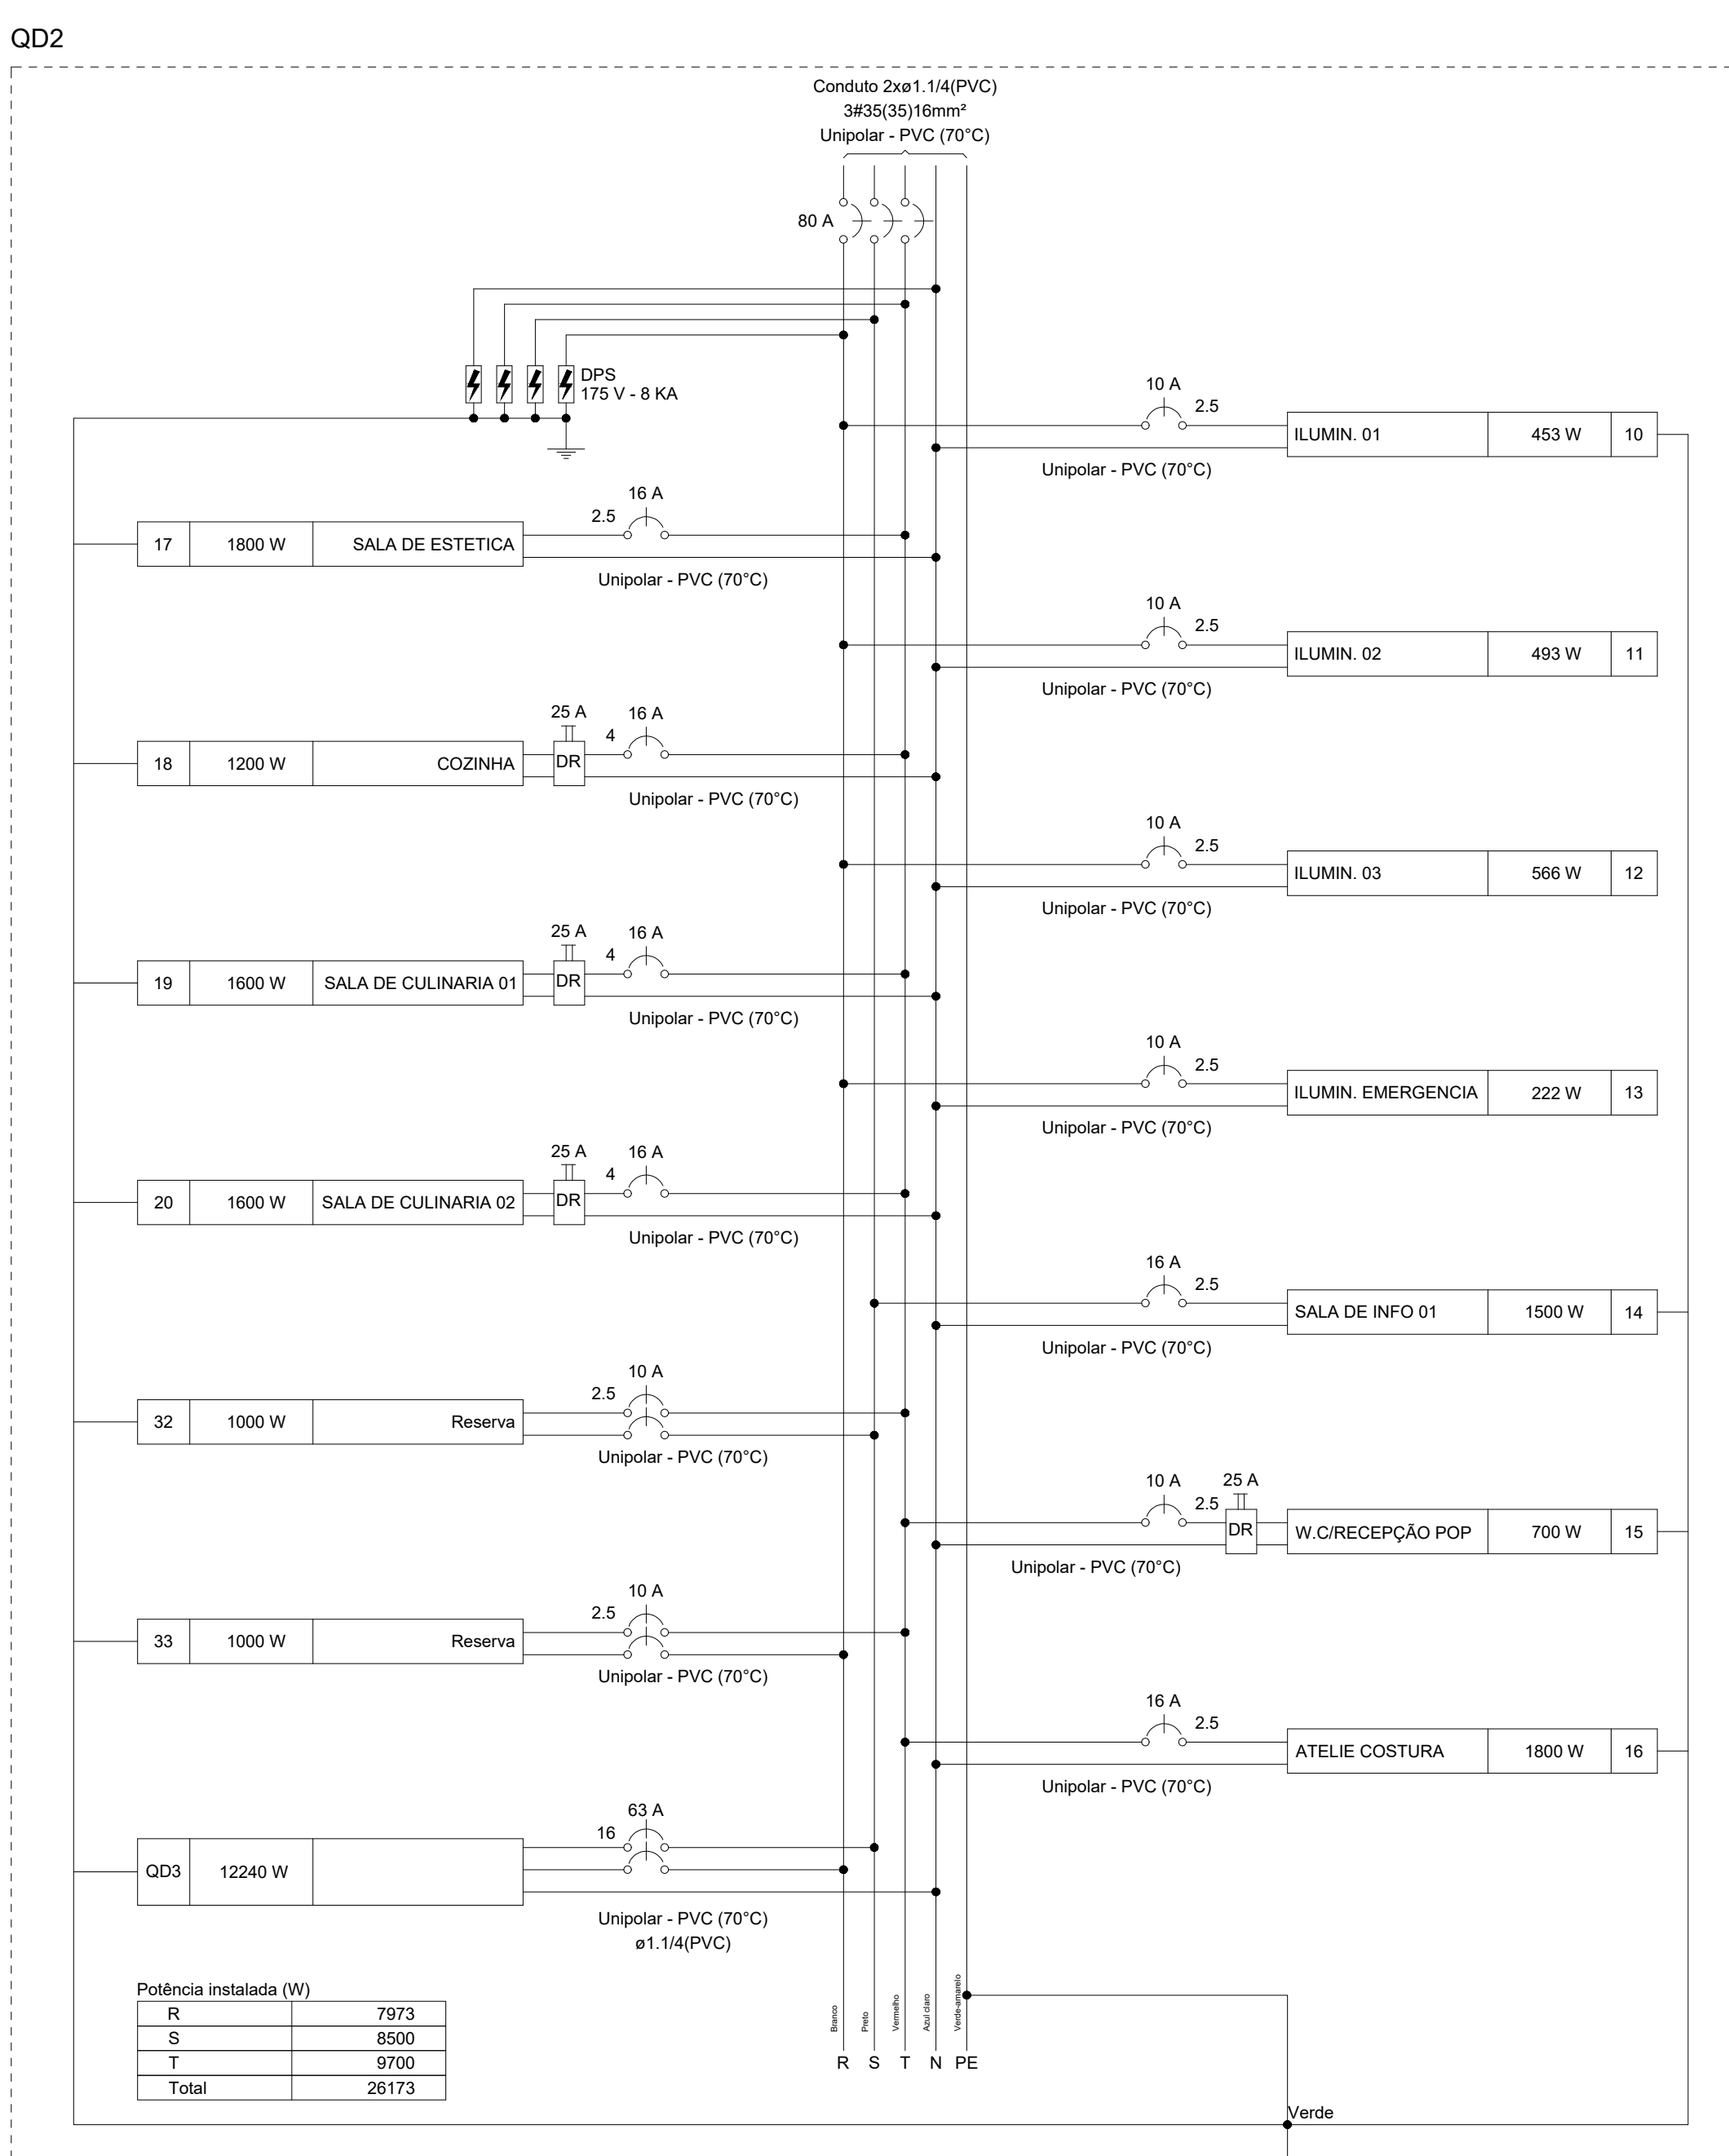 QD2
Conduto 2xø1.1/4(PVC)
3#35(35)16mm²
Unipolar - PVC (70°C)
80 A
DPS
175 V - 8 KA
10 A
2.5
ILUMIN. 01 453 W 10
Unipolar - PVC (70°C)
16 A
2.5
17 1800 W SALA DE ESTETICA
Unipolar - PVC (70°C)
10 A
2.5
ILUMIN. 02 493 W 11
Unipolar - PVC (70°C)
25 A 16 A
4
18 1200 W COZINHA DR
Unipolar - PVC (70°C)
10 A
2.5
ILUMIN. 03 566 W 12
Unipolar - PVC (70°C)
25 A 16 A
4
19 1600 W SALA DE CULINARIA 01 DR
Unipolar - PVC (70°C)
10 A
2.5
ILUMIN. EMERGENCIA 222 W 13
Unipolar - PVC (70°C)
25 A 16 A
4
20 1600 W SALA DE CULINARIA 02 DR
Unipolar - PVC (70°C)
16 A
2.5
SALA DE INFO 01 1500 W 14
Unipolar - PVC (70°C)
10 A
2.5
32 1000 W Reserva
Unipolar - PVC (70°C)
10 A 25 A
2.5
DR W.C/RECEPÇÃO POP 700 W 15
Unipolar - PVC (70°C)
10 A
2.5
33 1000 W Reserva
Unipolar - PVC (70°C)
16 A
2.5
ATELIE COSTURA 1800 W 16
Unipolar - PVC (70°C)
63 A
16
QD3 12240 W
Unipolar - PVC (70°C)
ø1.1/4(PVC)
Potência instalada (W)
R 7973
S 8500
T 9700
Total 26173
Branco
Preto
Vermelho
Azul claro
Verde-amarelo
R S T N PE
Verde